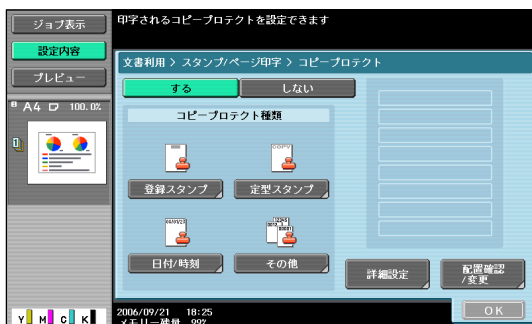 ジョブ表示
印字されるコピープロテクトを設定できます
設定内容
プレビュー
文書利用 > スタンプ/ページ印字 > コピープロテクト
する
しない
A4 100.0%
コピープロテクト種類
COPY
登録スタンプ
定型スタンプ
日付/時刻
その他
詳細設定
配置確認
/変更
2006/09/21 18:25
メモリー残量 99%
Y M C K
OK